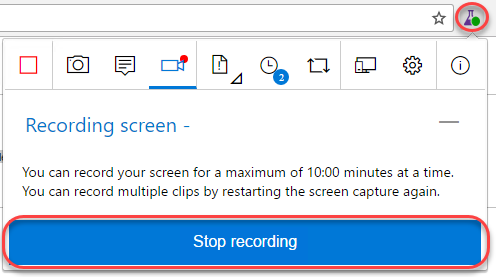 2
Recording screen -
You can record your screen for a maximum of 10:00 minutes at a time.
You can record multiple clips by restarting the screen capture again.
Stop recording